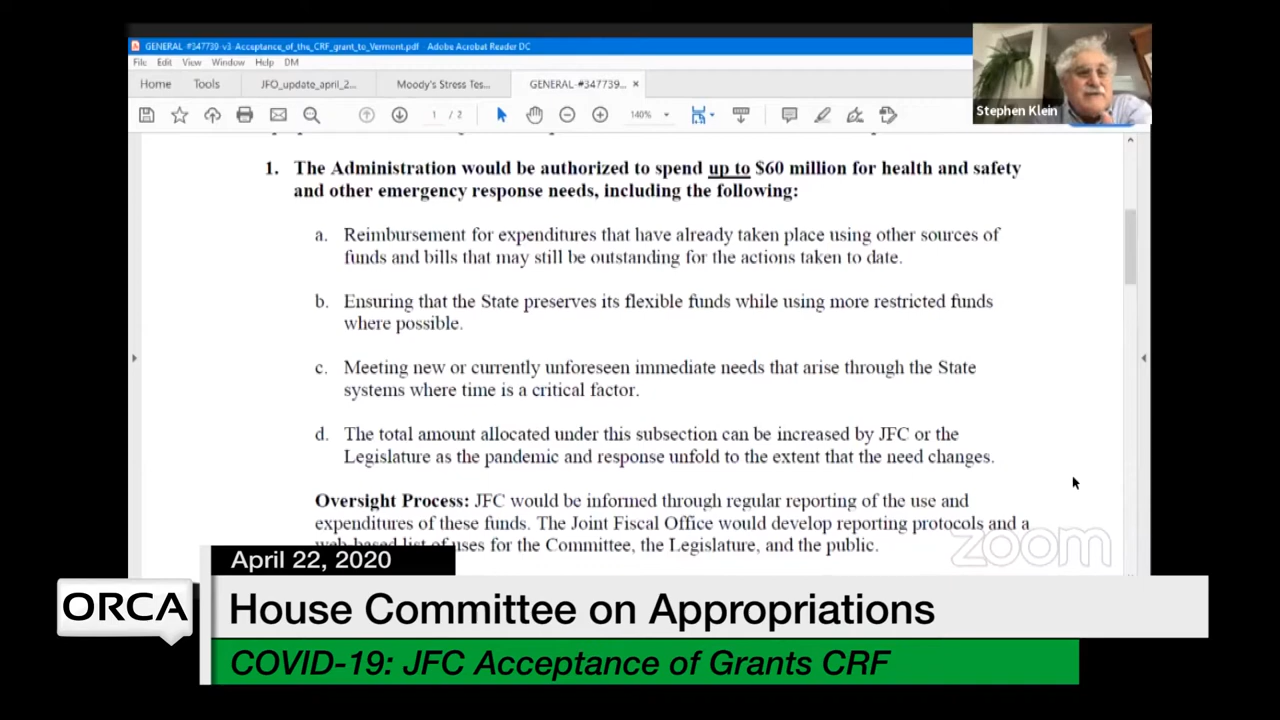 GENERAL-#347739-v3-Acceptance_of_the_CRF_grant_to_Vermont.pdf - Adobe Acrobat Reader DC
File Edit View Window Help DM
Home Tools JFO_update_april_2... Moody's Stress Tes... GENERAL-#347739... ×
1 / 2 140%
Stephen Klein
1. The Administration would be authorized to spend up to $60 million for health and safety
and other emergency response needs, including the following:
a. Reimbursement for expenditures that have already taken place using other sources of
funds and bills that may still be outstanding for the actions taken to date.
b. Ensuring that the State preserves its flexible funds while using more restricted funds
where possible.
c. Meeting new or currently unforeseen immediate needs that arise through the State
systems where time is a critical factor.
d. The total amount allocated under this subsection can be increased by JFC or the
Legislature as the pandemic and response unfold to the extent that the need changes.
Oversight Process: JFC would be informed through regular reporting of the use and
expenditures of these funds. The Joint Fiscal Office would develop reporting protocols and a
web-based list of uses for the Committee, the Legislature, and the public.
zoom
April 22, 2020
ORCA
House Committee on Appropriations
COVID-19: JFC Acceptance of Grants CRF